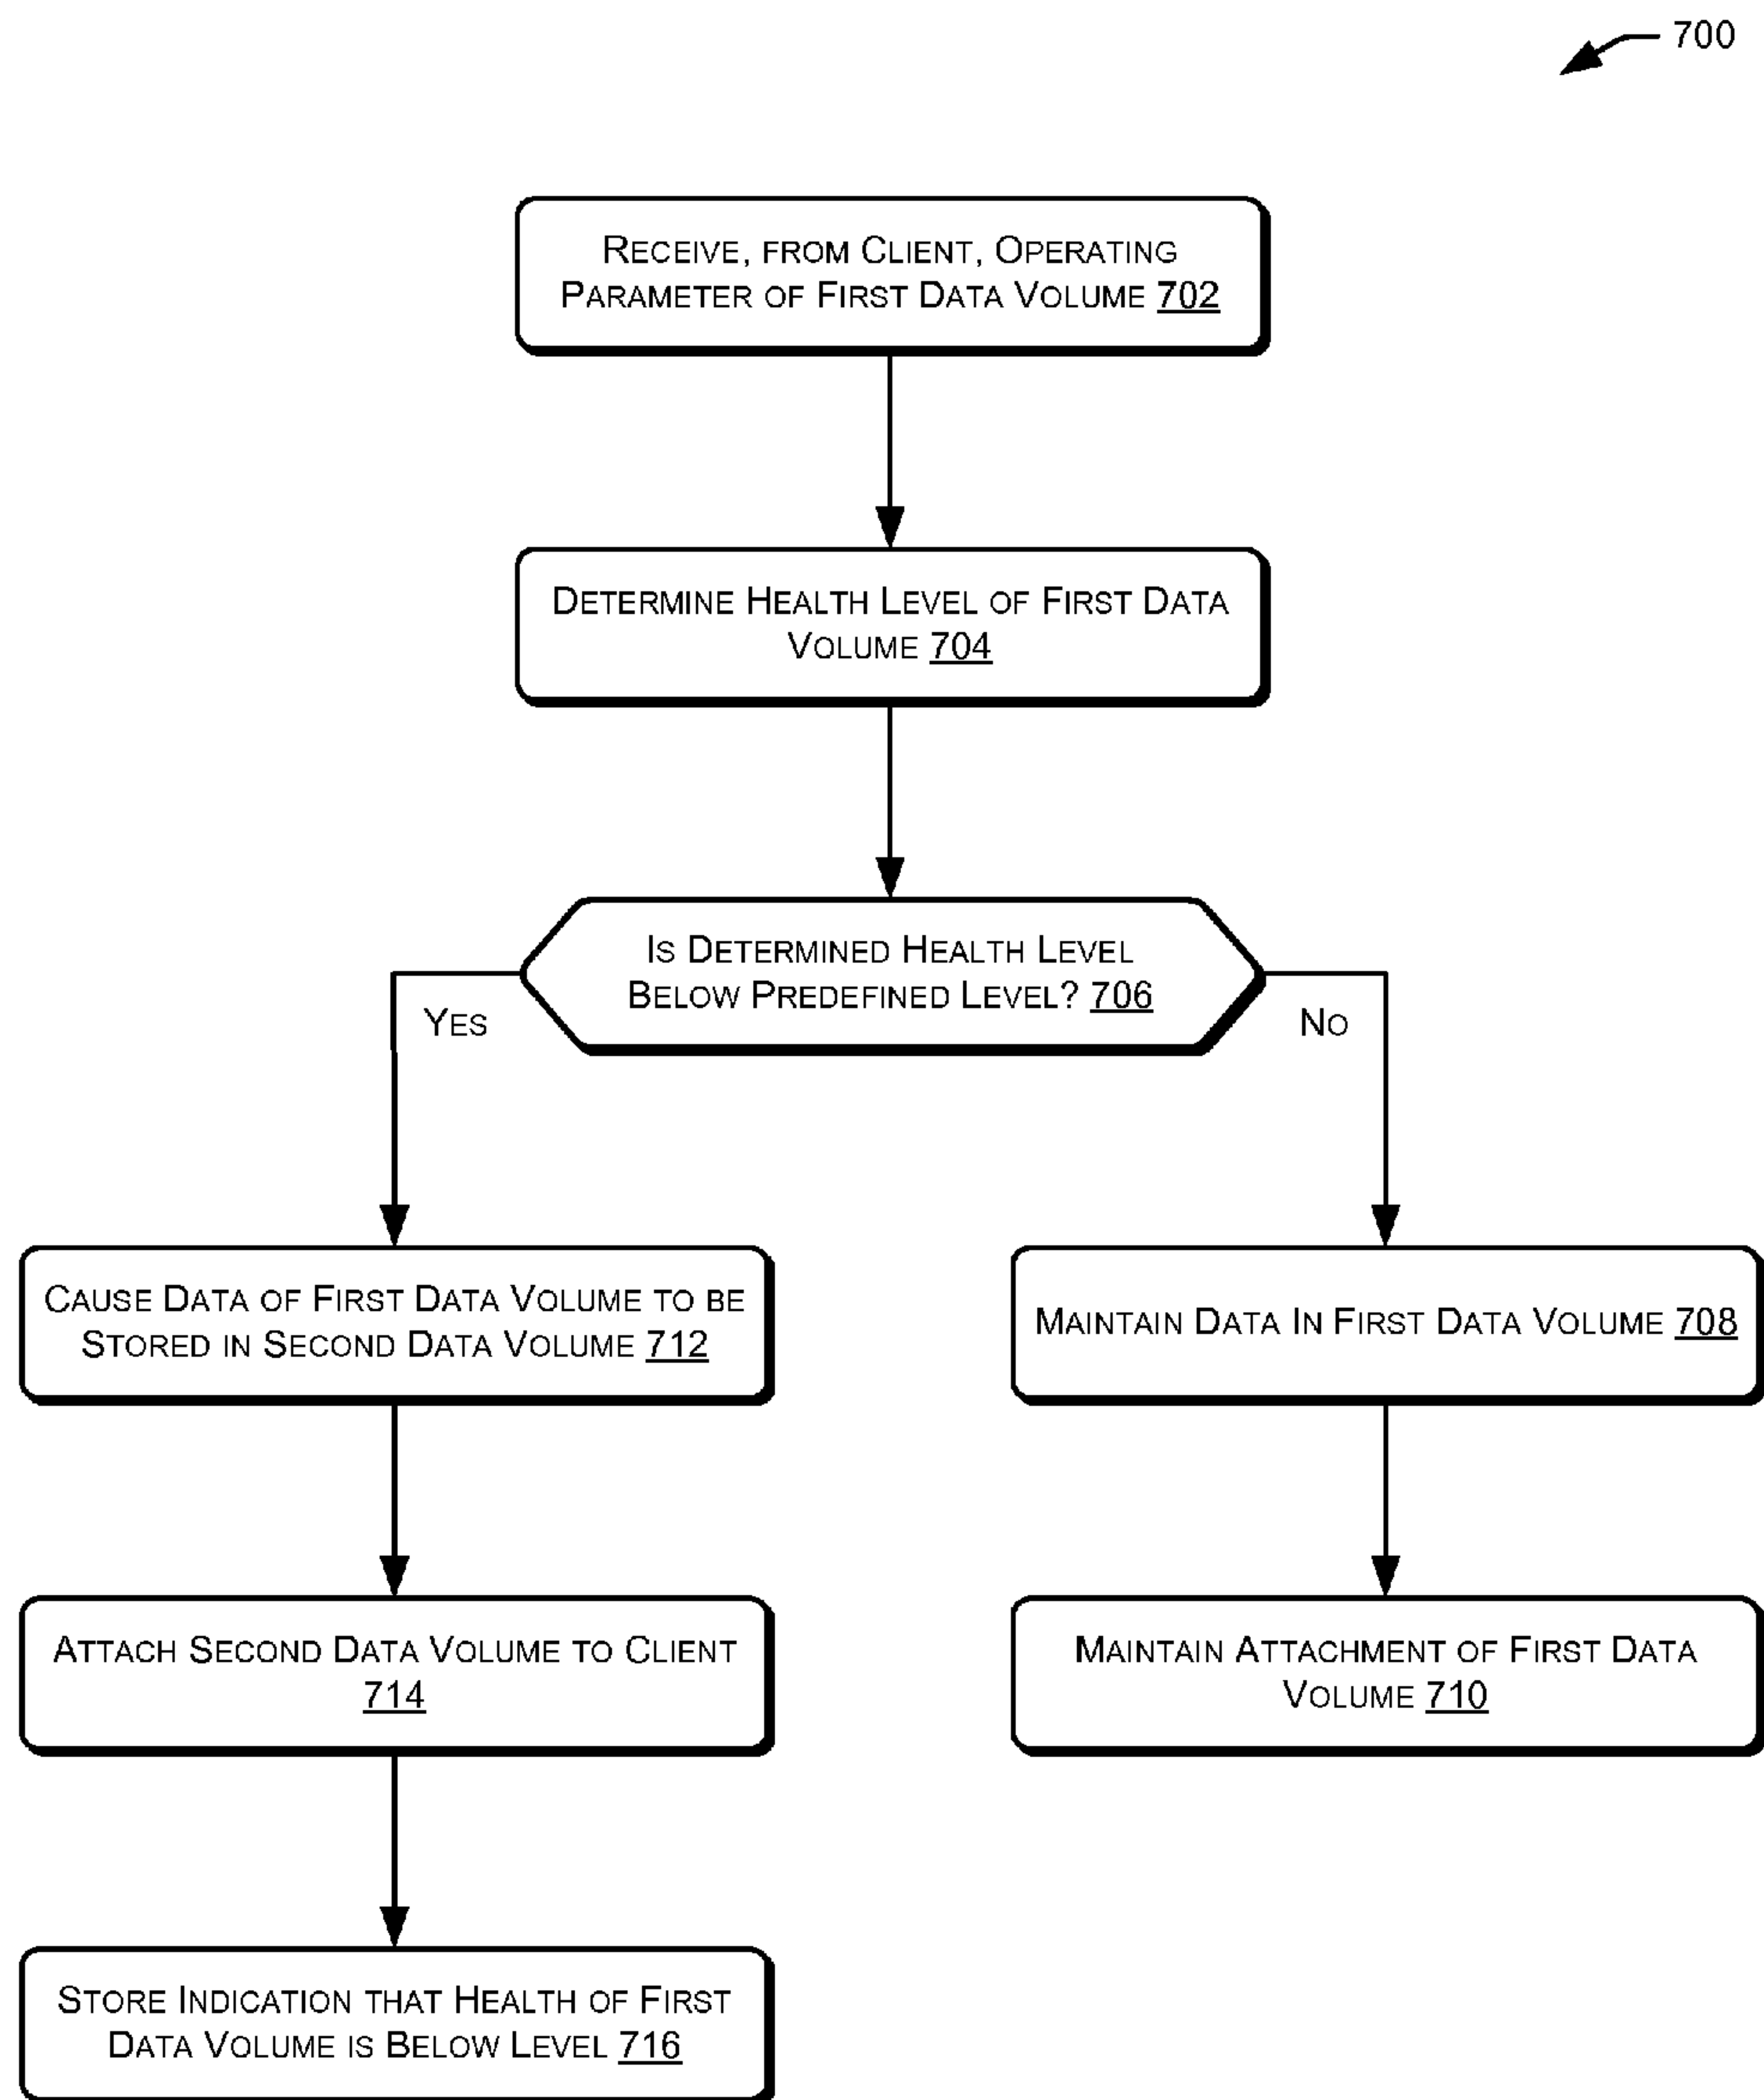 700
RECEIVE, FROM CLIENT, OPERATING
PARAMETER OF FIRST DATA VOLUME 702
DETERMINE HEALTH LEVEL OF FIRST DATA
VOLUME 704
IS DETERMINED HEALTH LEVEL
BELOW PREDEFINED LEVEL? 706
YES
NO
CAUSE DATA OF FIRST DATA VOLUME TO BE
STORED IN SECOND DATA VOLUME 712
MAINTAIN DATA IN FIRST DATA VOLUME 708
ATTACH SECOND DATA VOLUME TO CLIENT
714
MAINTAIN ATTACHMENT OF FIRST DATA
VOLUME 710
STORE INDICATION THAT HEALTH OF FIRST
DATA VOLUME IS BELOW LEVEL 716